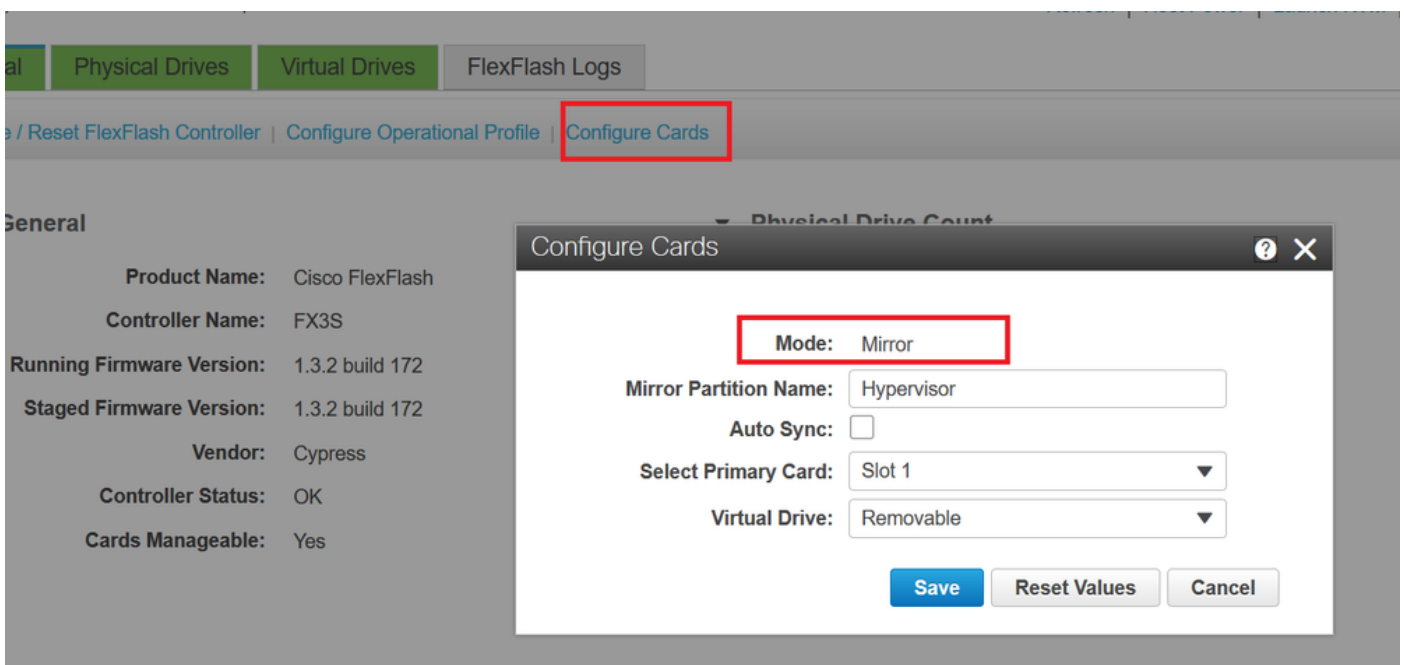 al Physical Drives Virtual Drives FlexFlash Logs
e / Reset FlexFlash Controller | Configure Operational Profile | Configure Cards
General
Physical Drive Count
Configure Cards
Product Name: Cisco FlexFlash
Controller Name: FX3S
Running Firmware Version: 1.3.2 build 172
Staged Firmware Version: 1.3.2 build 172
Vendor: Cypress
Controller Status: OK
Cards Manageable: Yes
Mode: Mirror
Mirror Partition Name: Hypervisor
Auto Sync:
Select Primary Card: Slot 1
Virtual Drive: Removable
Save Reset Values Cancel